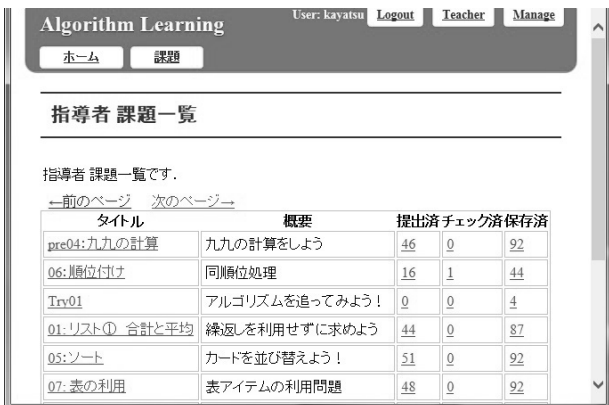 Algorithm Learning
User: kayatsu Logout Teacher Manage
ホーム 課題
指導者 課題一覧
指導者 課題一覧です.
←前のページ 次のページ→
タイトル 概要 提出済 チェック済 保存済
pre04:九九の計算 九九の計算をしよう 46 0 92
06:順位付け 同順位処理 16 1 44
Try01 アルゴリズムを追ってみよう！ 0 0 4
01:リスト① 合計と平均 繰返しを利用せずに求めよう 44 0 87
05:ソート カードを並び替えよう！ 51 0 92
07:表の利用 表アイテムの利用問題 48 0 92